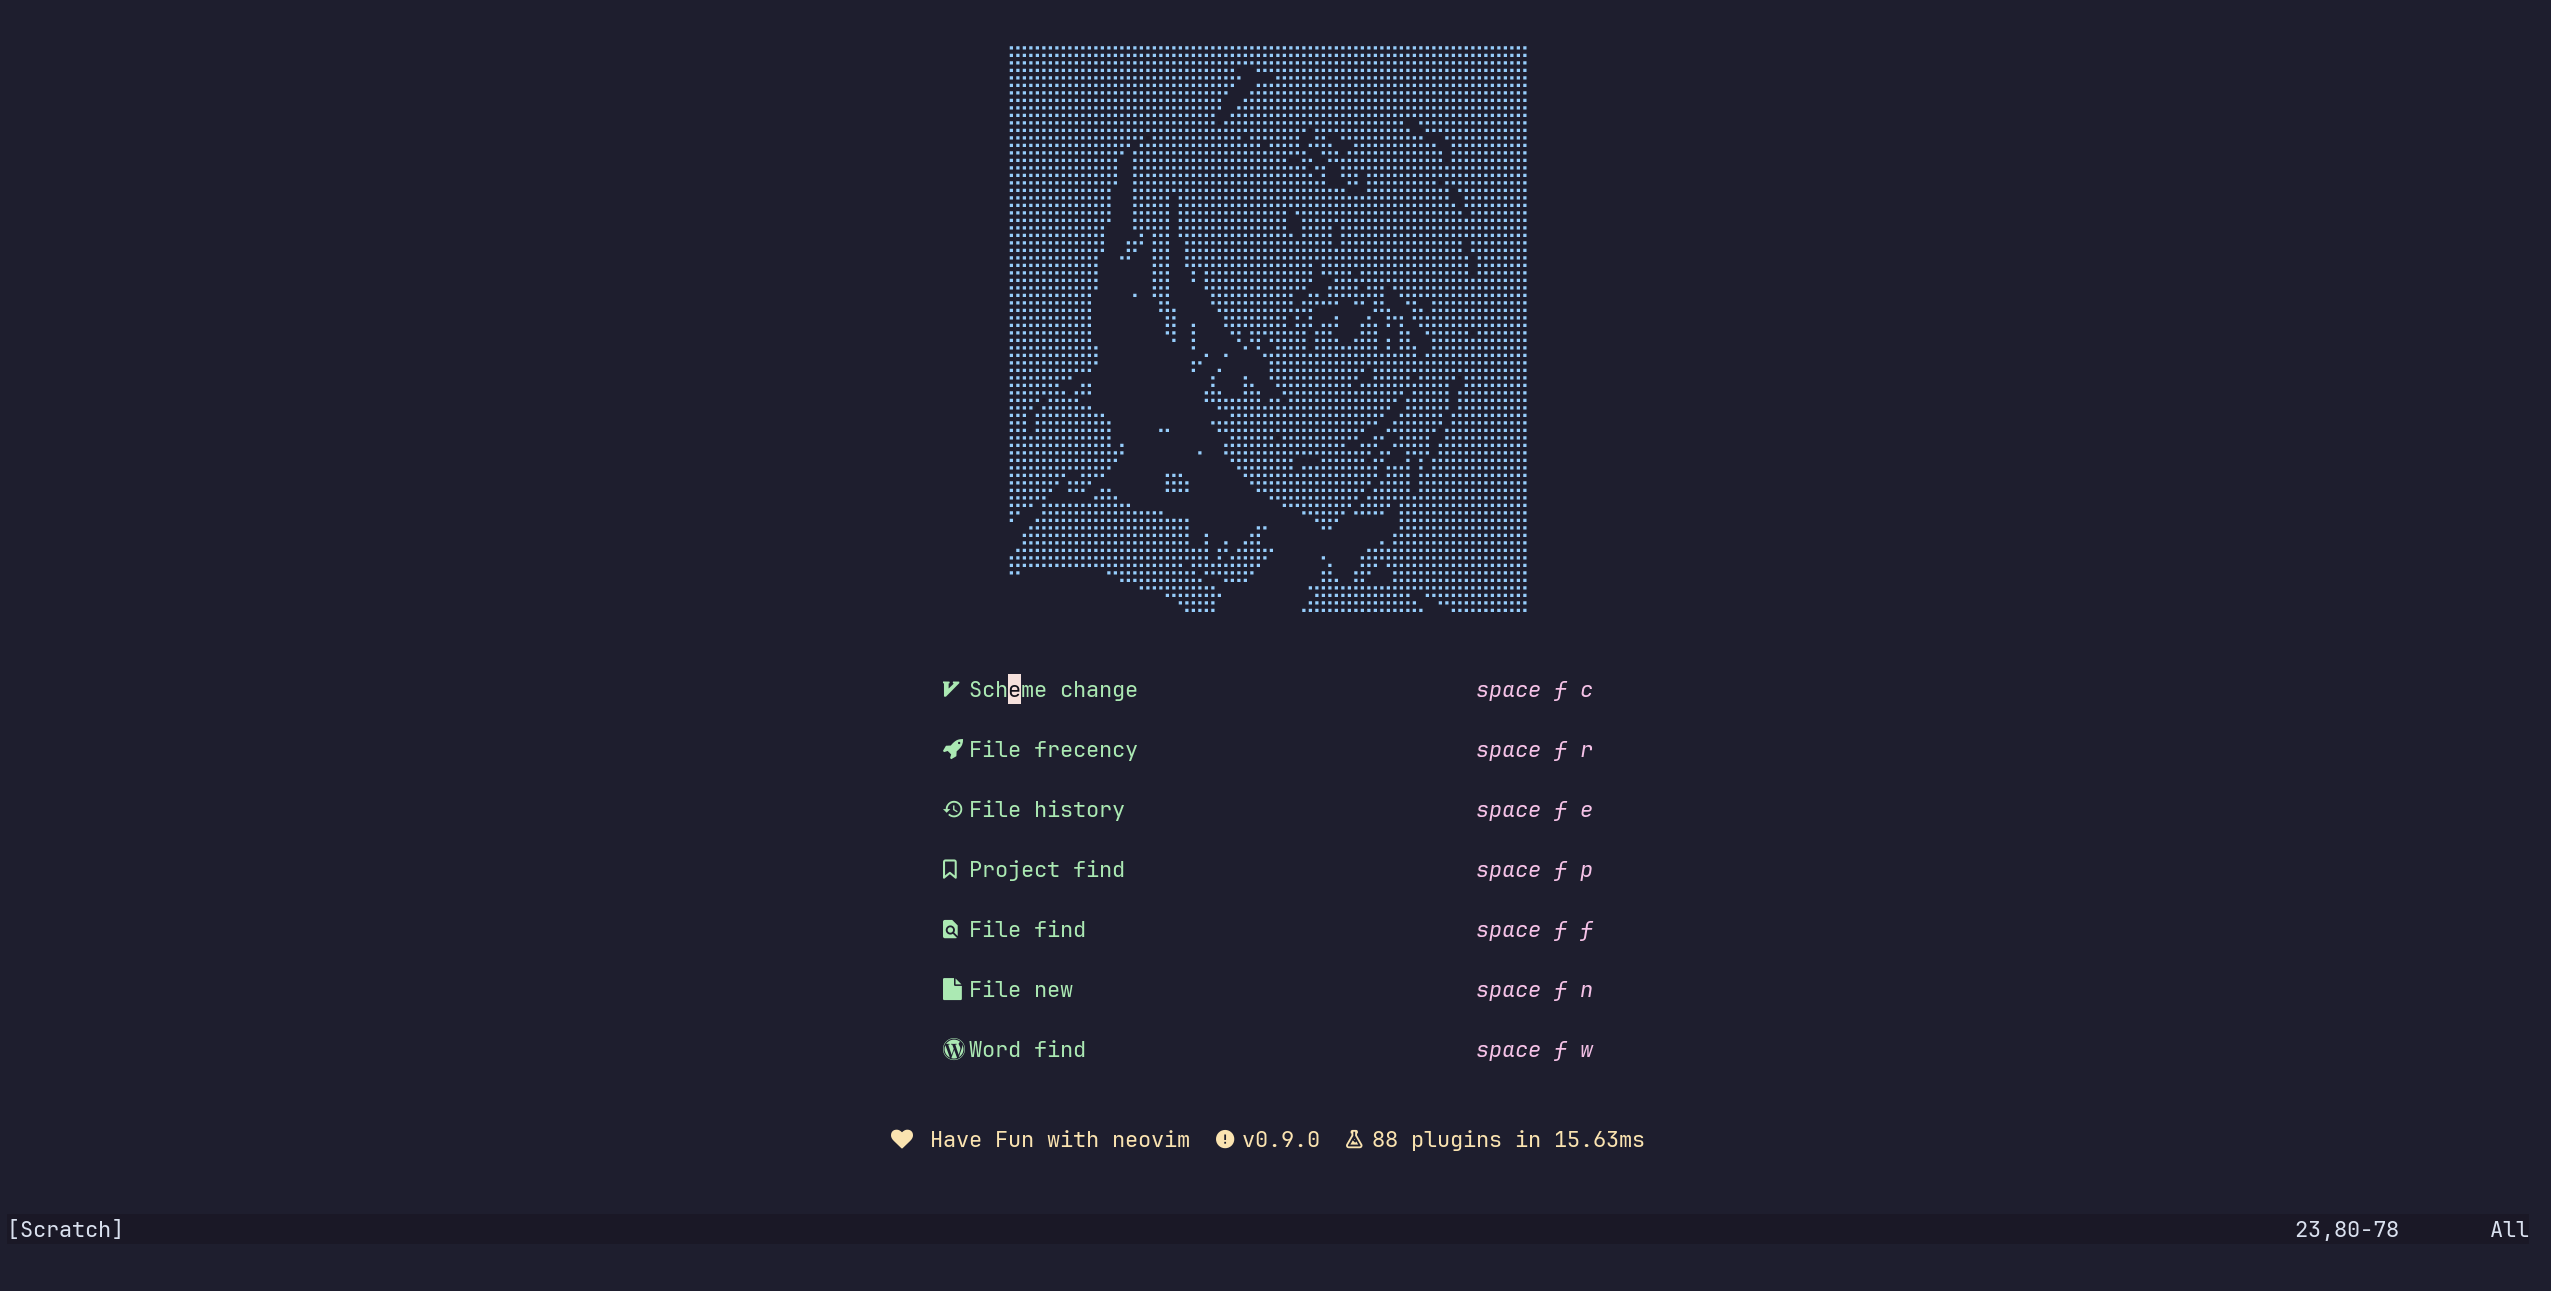 Scheme change space f c
File frecency space f r
File history space f e
Project find space f p
File find space f f
File new space f n
Word find space f w
Have Fun with neovim v0.9.0 88 plugins in 15.63ms
[Scratch] 23,80-78 All